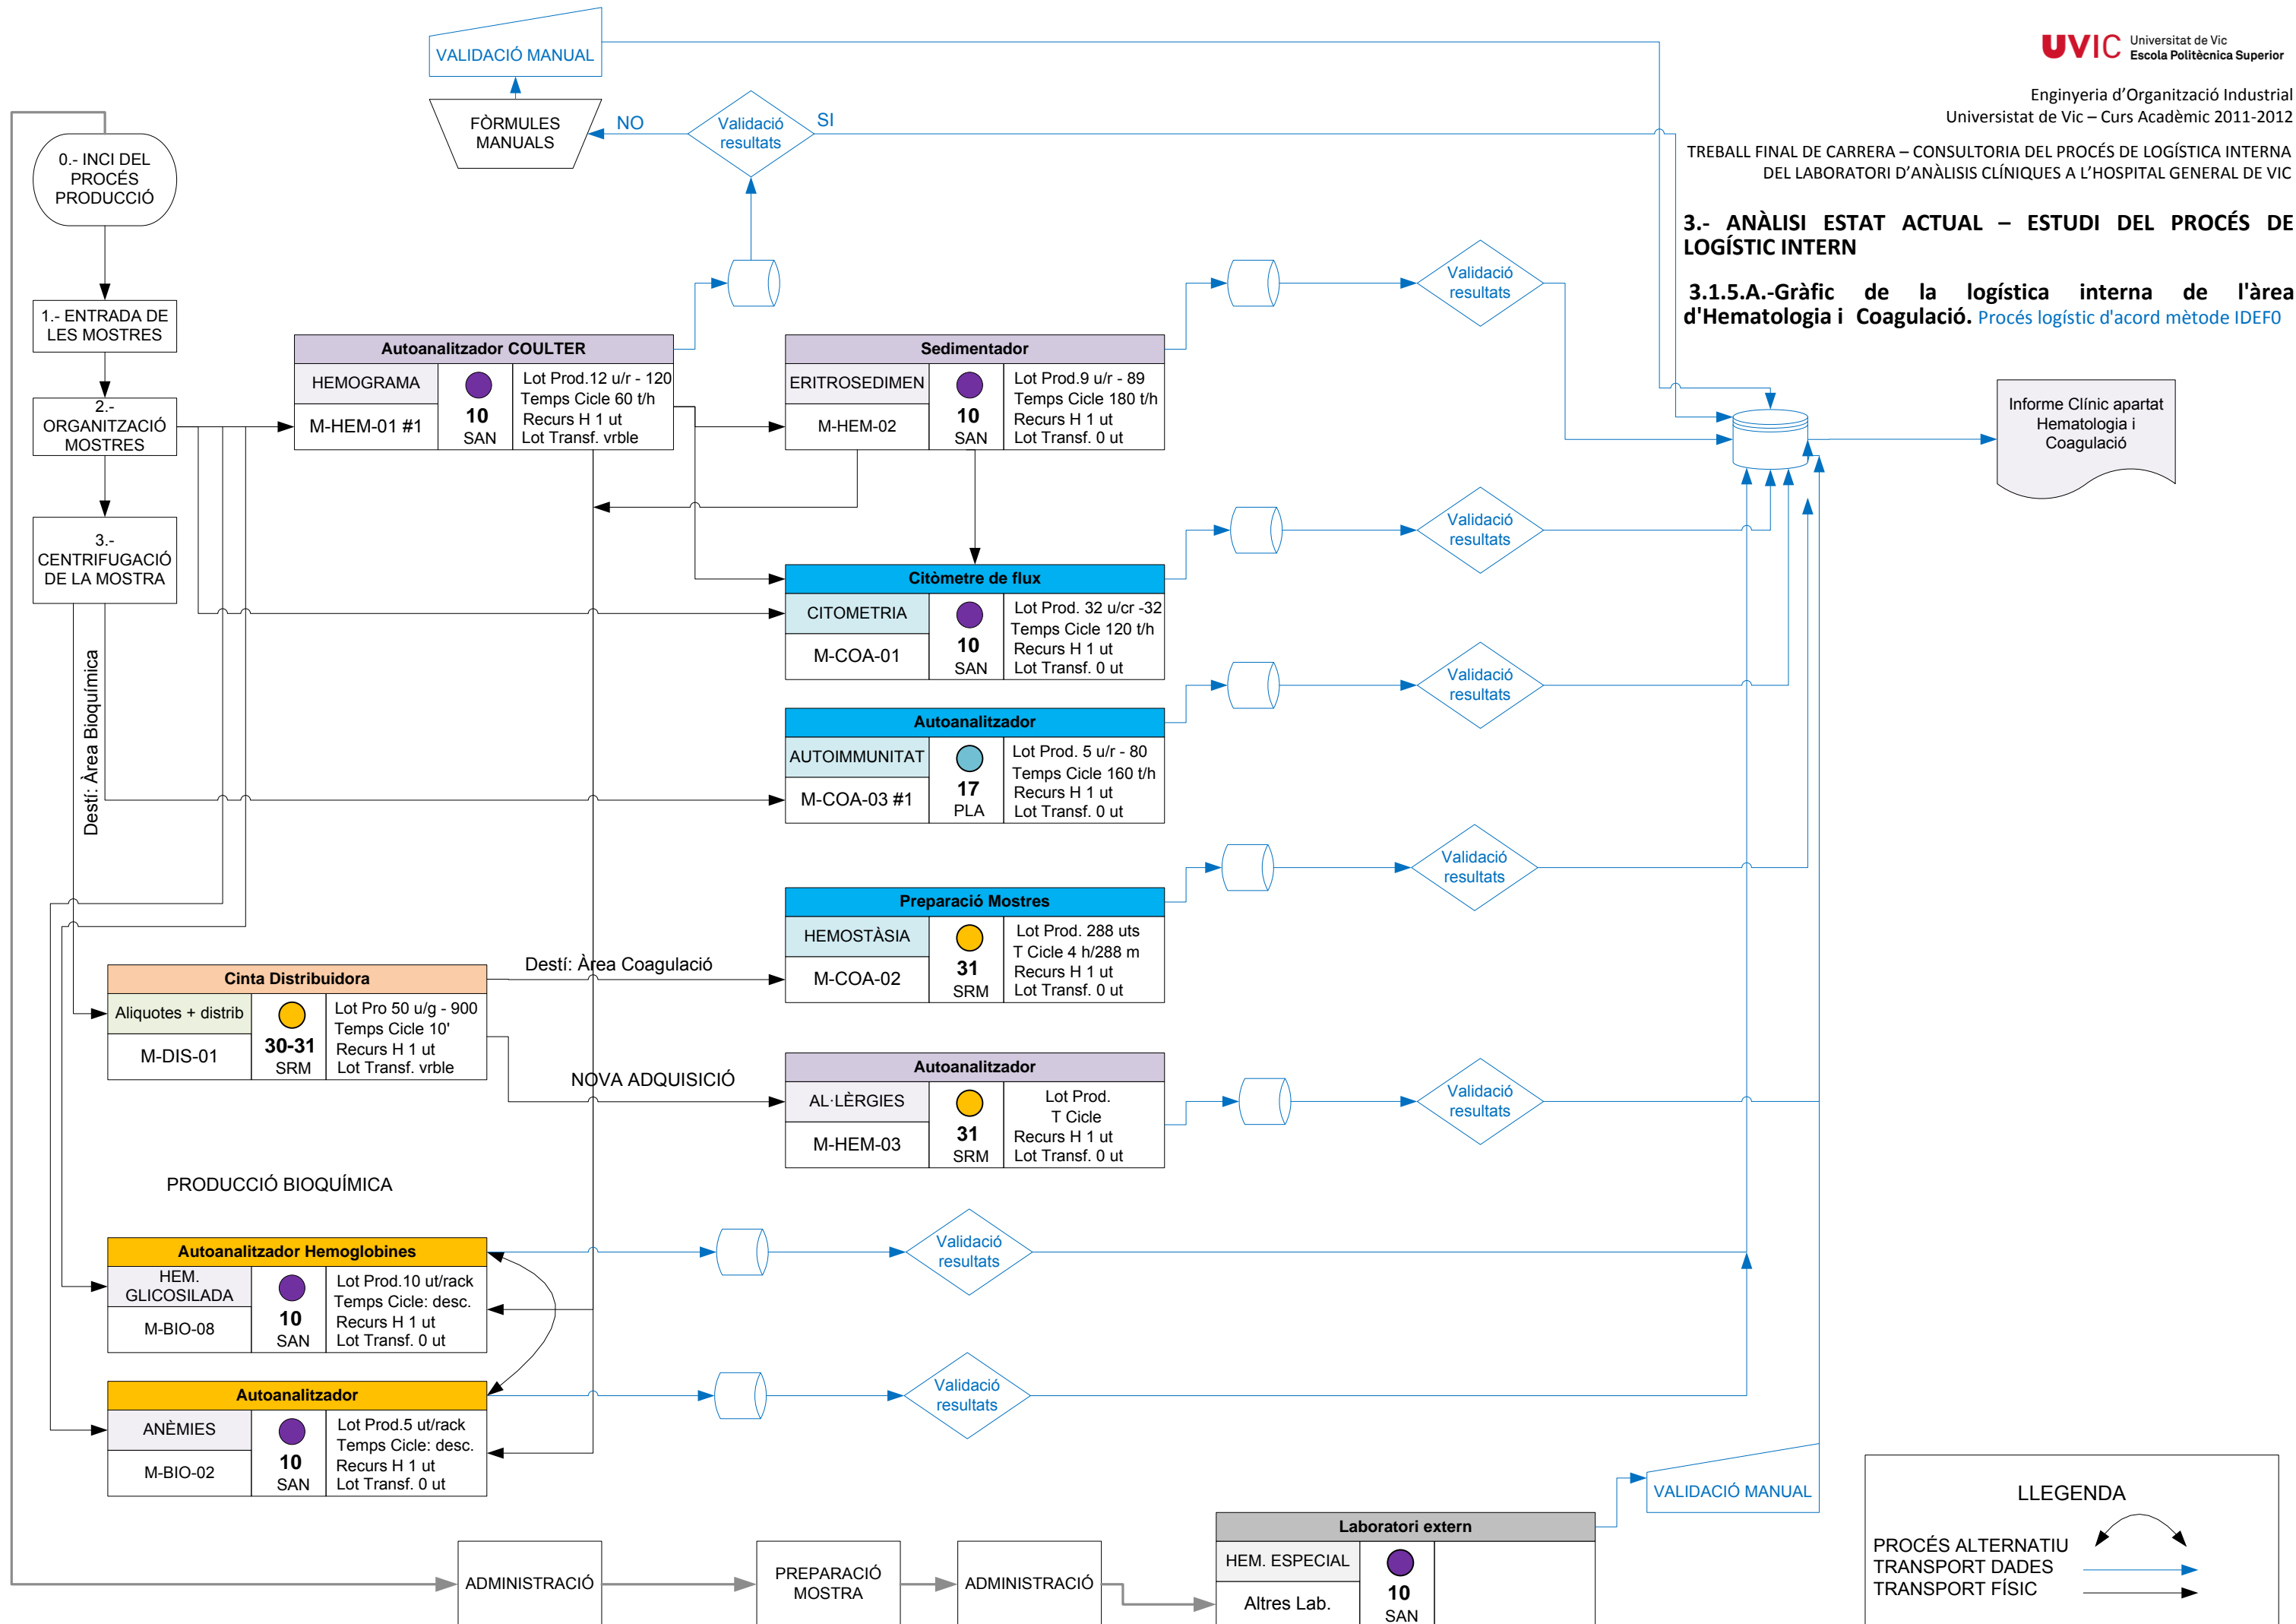 UVIC Universitat de Vic
Escola Politècnica Superior
Enginyeria d'Organització Industrial
Universistat de Vic – Curs Acadèmic 2011-2012
TREBALL FINAL DE CARRERA – CONSULTORIA DEL PROCÉS DE LOGÍSTICA INTERNA
DEL LABORATORI D'ANÀLISIS CLÍNIQUES A L'HOSPITAL GENERAL DE VIC
3.- ANÀLISI ESTAT ACTUAL – ESTUDI DEL PROCÉS DE
LOGÍSTIC INTERN
3.1.5.A.-Gràfic de la logística interna de l'àrea
d'Hematologia i Coagulació. Procés logístic d'acord mètode IDEF0
VALIDACIÓ MANUAL
FÒRMULES
MANUALS
NO
Validació
resultats
SI
0.- INCI DEL
PROCÉS
PRODUCCIÓ
1.- ENTRADA DE
LES MOSTRES
2.-
ORGANITZACIÓ
MOSTRES
3.-
CENTRIFUGACIÓ
DE LA MOSTRA
Destí: Àrea Bioquímica
Autoanalitzador COULTER
HEMOGRAMA
M-HEM-01 #1
10
SAN
Lot Prod.12 u/r - 120
Temps Cicle 60 t/h
Recurs H 1 ut
Lot Transf. vrble
Sedimentador
ERITROSEDIMEN
M-HEM-02
10
SAN
Lot Prod.9 u/r - 89
Temps Cicle 180 t/h
Recurs H 1 ut
Lot Transf. 0 ut
Validació
resultats
Informe Clínic apartat
Hematologia i
Coagulació
Citòmetre de flux
CITOMETRIA
M-COA-01
10
SAN
Lot Prod. 32 u/cr -32
Temps Cicle 120 t/h
Recurs H 1 ut
Lot Transf. 0 ut
Validació
resultats
Autoanalitzador
AUTOIMMUNITAT
M-COA-03 #1
17
PLA
Lot Prod. 5 u/r - 80
Temps Cicle 160 t/h
Recurs H 1 ut
Lot Transf. 0 ut
Validació
resultats
Preparació Mostres
HEMOSTÀSIA
M-COA-02
31
SRM
Lot Prod. 288 uts
T Cicle 4 h/288 m
Recurs H 1 ut
Lot Transf. 0 ut
Validació
resultats
Cinta Distribuidora
Aliquotes + distrib
M-DIS-01
30-31
SRM
Lot Pro 50 u/g - 900
Temps Cicle 10'
Recurs H 1 ut
Lot Transf. vrble
Destí: Àrea Coagulació
NOVA ADQUISICIÓ
Autoanalitzador
AL·LÈRGIES
M-HEM-03
31
SRM
Lot Prod.
T Cicle
Recurs H 1 ut
Lot Transf. 0 ut
Validació
resultats
PRODUCCIÓ BIOQUÍMICA
Autoanalitzador Hemoglobines
HEM.
GLICOSILADA
M-BIO-08
10
SAN
Lot Prod.10 ut/rack
Temps Cicle: desc.
Recurs H 1 ut
Lot Transf. 0 ut
Validació
resultats
Autoanalitzador
ANÈMIES
M-BIO-02
10
SAN
Lot Prod.5 ut/rack
Temps Cicle: desc.
Recurs H 1 ut
Lot Transf. 0 ut
Validació
resultats
ADMINISTRACIÓ
PREPARACIÓ
MOSTRA
ADMINISTRACIÓ
Laboratori extern
HEM. ESPECIAL
Altres Lab.
10
SAN
VALIDACIÓ MANUAL
LLEGENDA
PROCÉS ALTERNATIU
TRANSPORT DADES
TRANSPORT FÍSIC